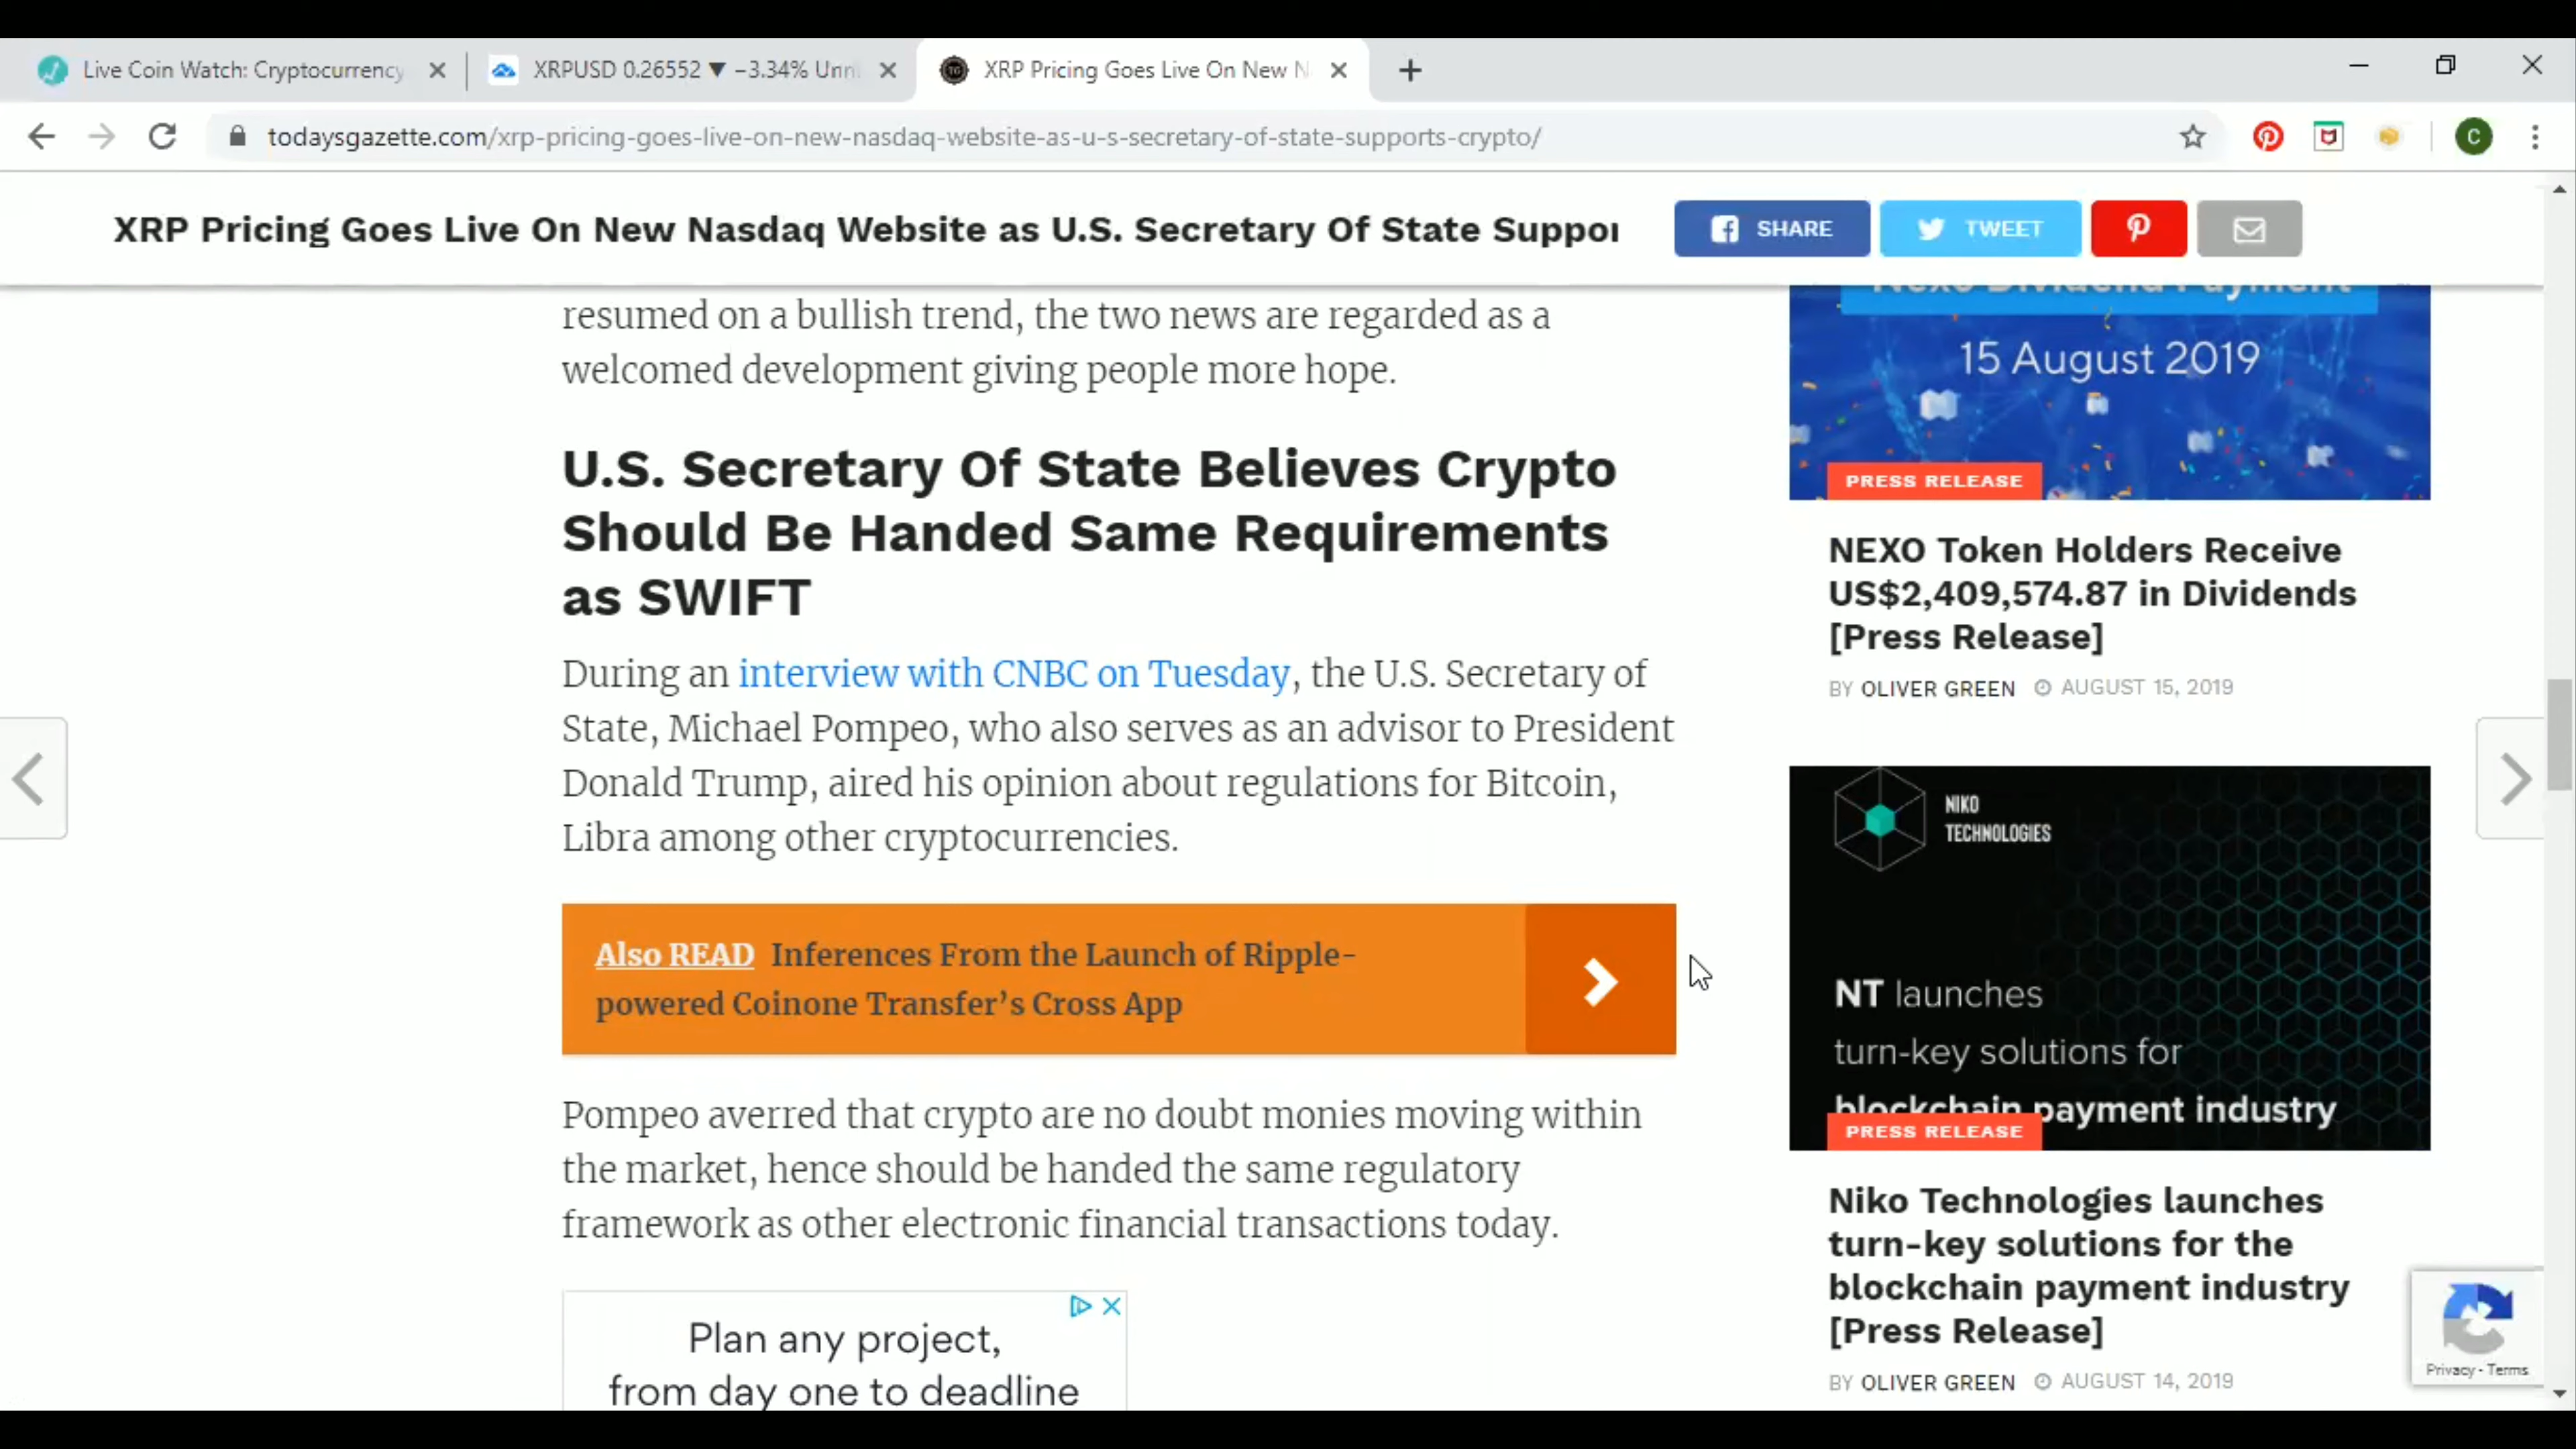 Live Coin Watch: Cryptocurrency
XRPUSD 0.26552 ▼ −3.34% Unn
XRP Pricing Goes Live On New N
todaysgazette.com/xrp-pricing-goes-live-on-new-nasdaq-website-as-u-s-secretary-of-state-supports-crypto/
C
XRP Pricing Goes Live On New Nasdaq Website as U.S. Secretary Of State Suppor
SHARE
TWEET
resumed on a bullish trend, the two news are regarded as a
welcomed development giving people more hope.
U.S. Secretary Of State Believes Crypto
Should Be Handed Same Requirements
as SWIFT
During an interview with CNBC on Tuesday, the U.S. Secretary of
State, Michael Pompeo, who also serves as an advisor to President
Donald Trump, aired his opinion about regulations for Bitcoin,
Libra among other cryptocurrencies.
Also READ Inferences From the Launch of Ripple-
powered Coinone Transfer’s Cross App
Pompeo averred that crypto are no doubt monies moving within
the market, hence should be handed the same regulatory
framework as other electronic financial transactions today.
Plan any project,
from day one to deadline
Nexo Dividend Payment
15 August 2019
PRESS RELEASE
NEXO Token Holders Receive
US$2,409,574.87 in Dividends
[Press Release]
BY OLIVER GREEN AUGUST 15, 2019
NIKO
TECHNOLOGIES
NT launches
turn-key solutions for
blockchain payment industry
PRESS RELEASE
Niko Technologies launches
turn-key solutions for the
blockchain payment industry
[Press Release]
BY OLIVER GREEN AUGUST 14, 2019
Privacy - Terms